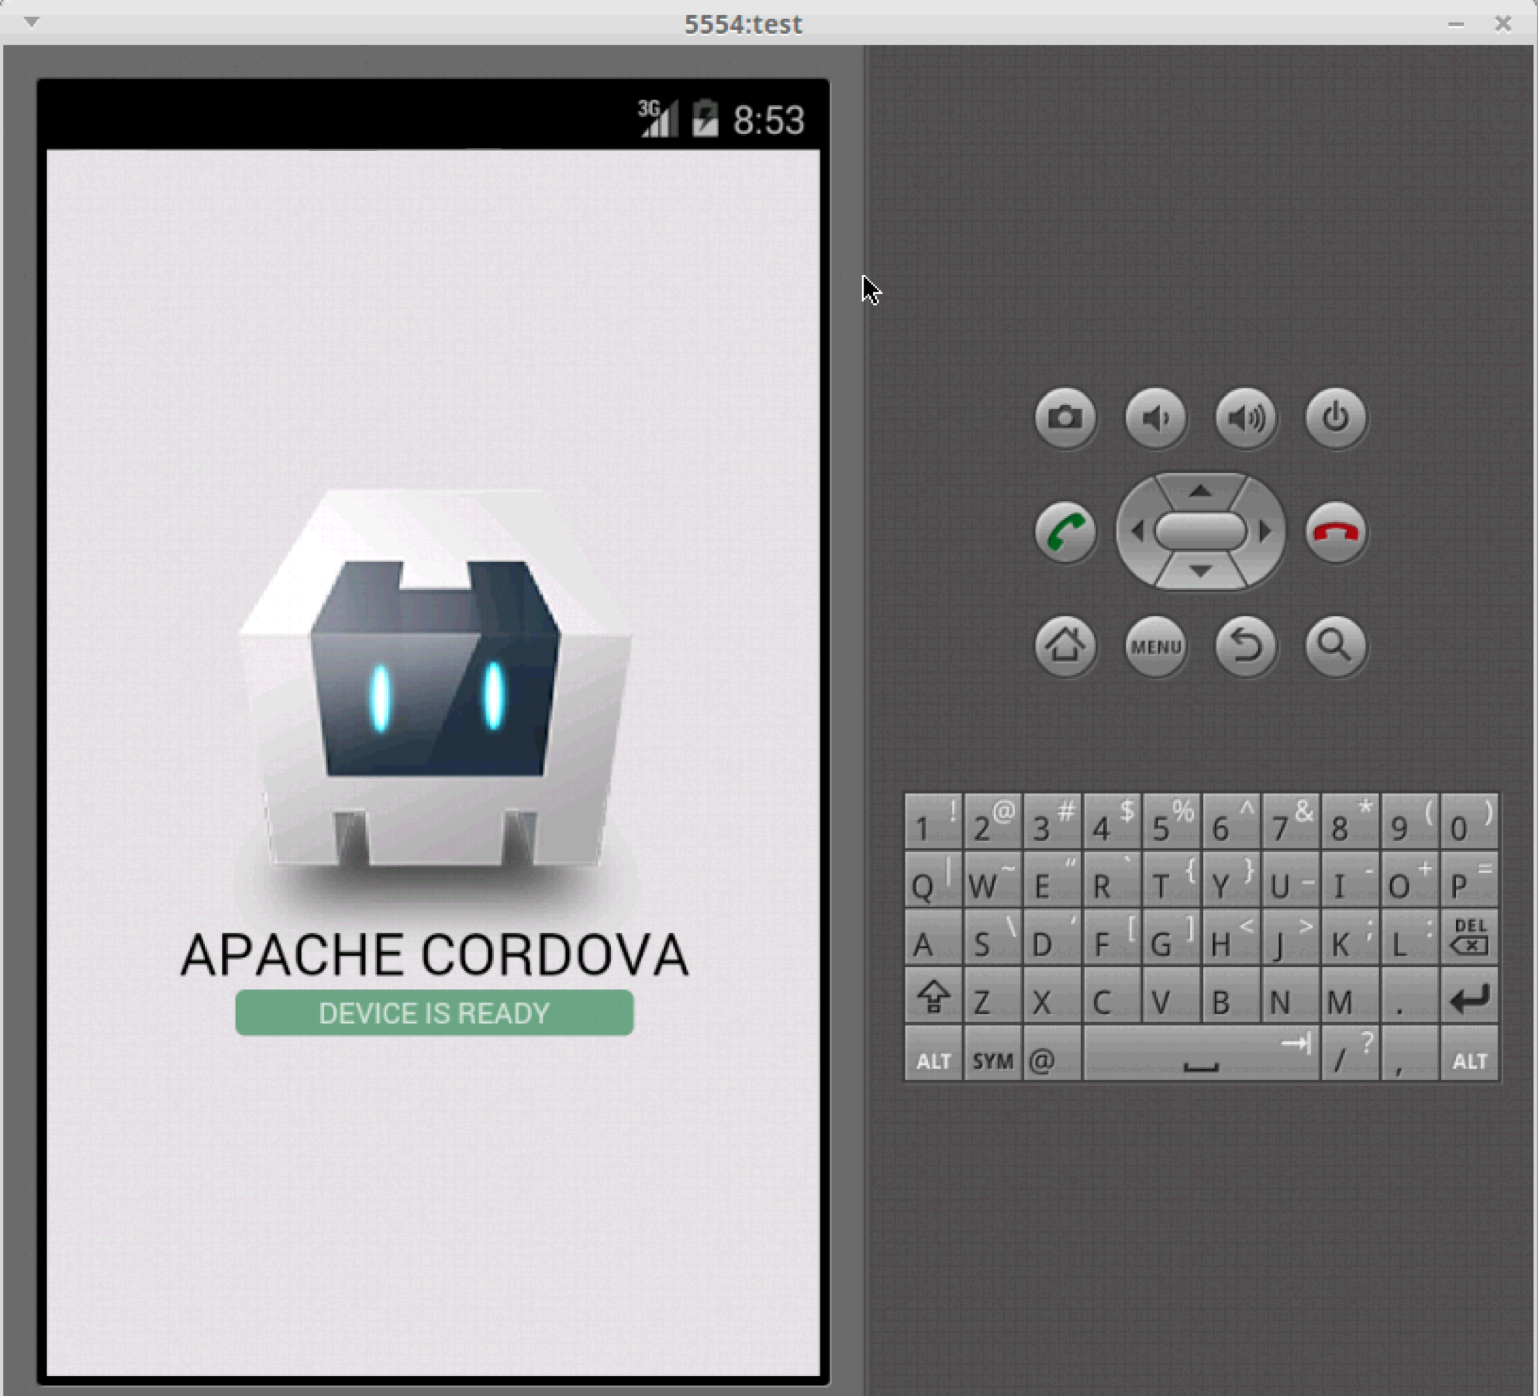 5554:test
3G 8:53
APACHE CORDOVA
DEVICE IS READY
MENU
1 ! 2 @ 3 # 4 $ 5 % 6 ^ 7 & 8 * 9 ( 0 )
Q | W ~ E “ R ` T { Y } U _ I - O + P =
A S \ D ‘ F [ G ] H < J > K ; L : DEL
Z X C V B N M .
ALT SYM @ / ? , ALT